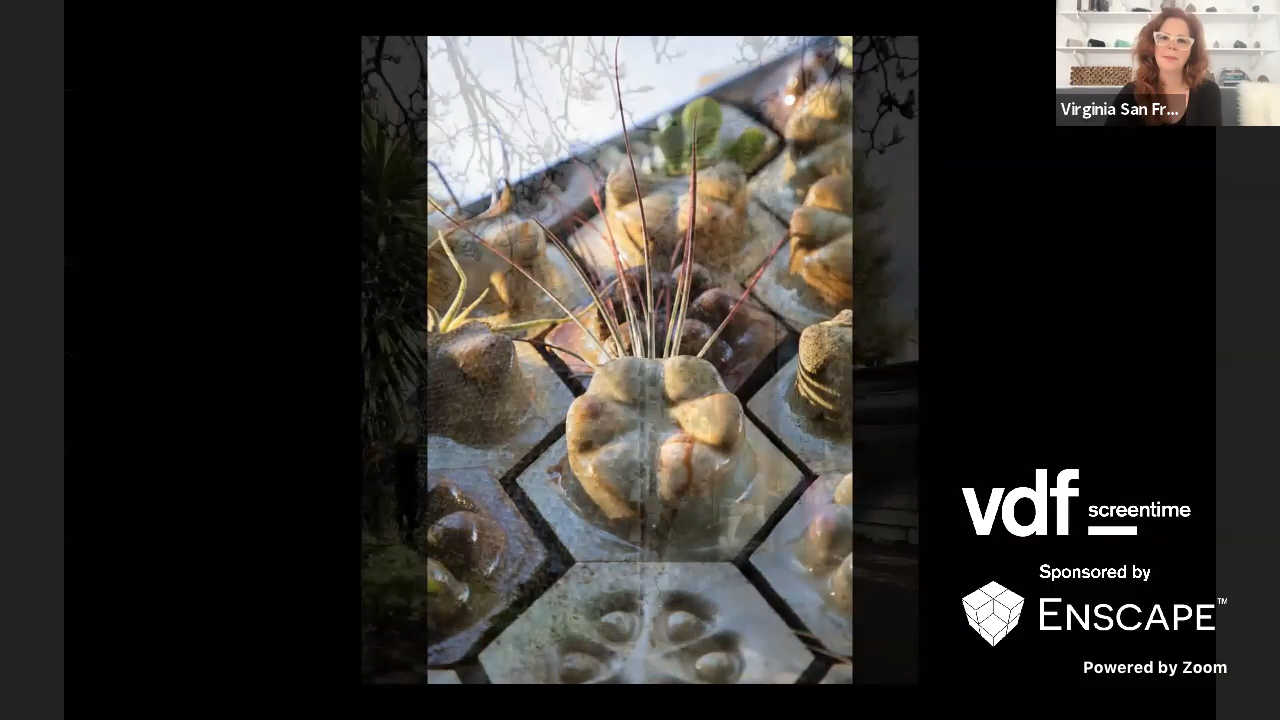 Virginia San Fr...
vdf screentime
Sponsored by
ENSCAPE™
Powered by Zoom